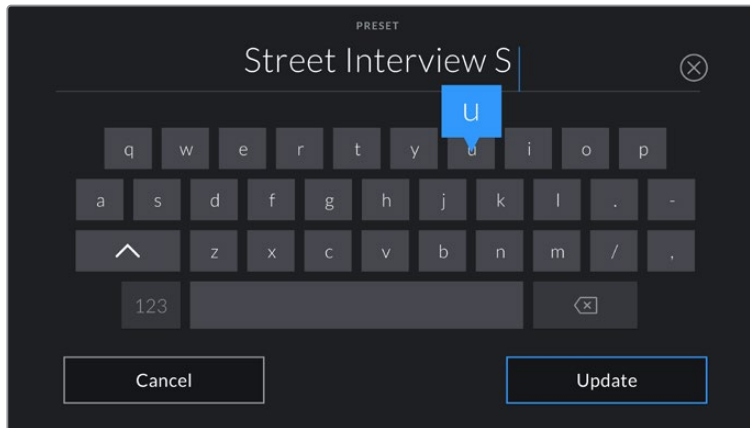 PRESET
Street Interview S
u
q w e r t y u i o p
a s d f g h j k l . -
z x c v b n m / ,
123
Cancel Update